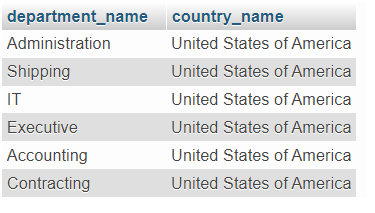 department_name country_name
Administration United States of America
Shipping United States of America
IT United States of America
Executive United States of America
Accounting United States of America
Contracting United States of America